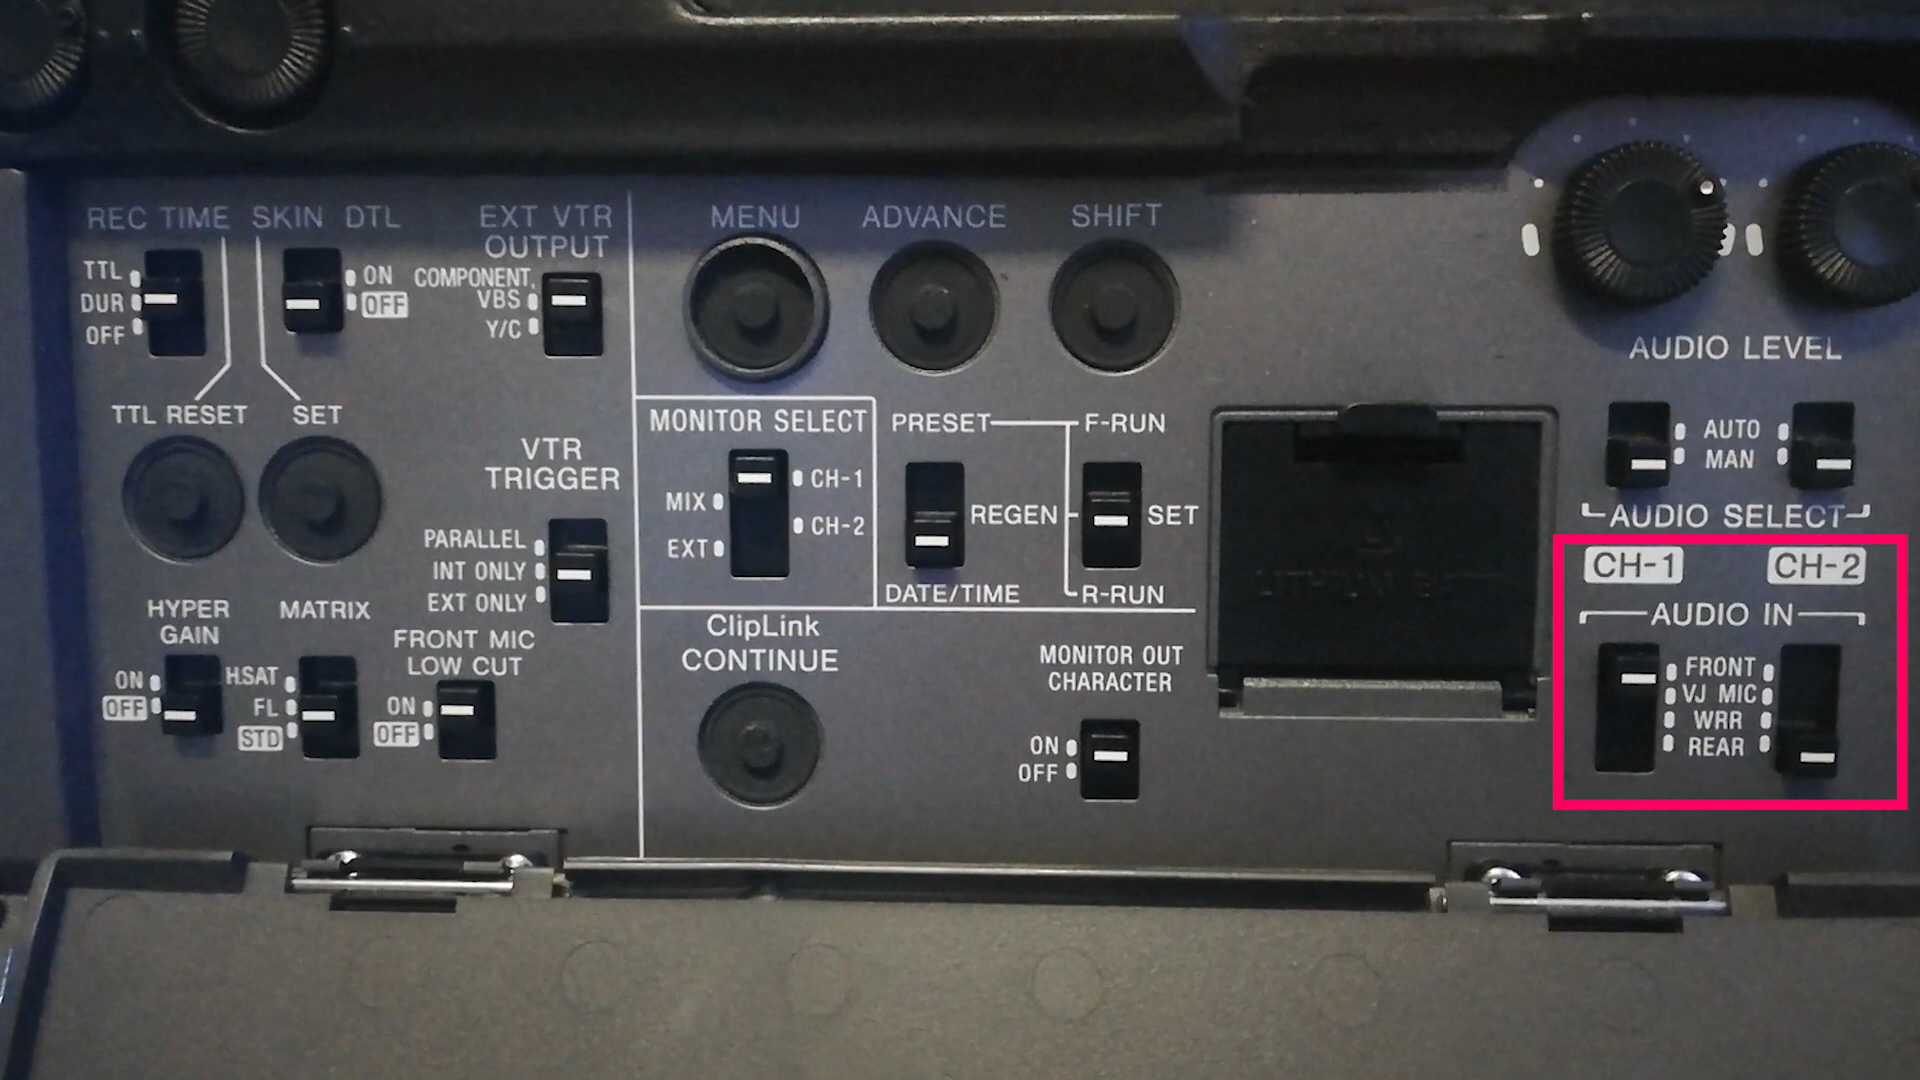 REC TIME
TTL
DUR
OFF
TTL RESET
SKIN DTL
ON
OFF
SET
EXT VTR
OUTPUT
COMPONENT,
VBS
Y/C
VTR
TRIGGER
PARALLEL
INT ONLY
EXT ONLY
HYPER
GAIN
ON
OFF
MATRIX
H.SAT
FL
STD
FRONT MIC
LOW CUT
ON
OFF
MENU
ADVANCE
SHIFT
MONITOR SELECT
CH-1
MIX
CH-2
EXT
PRESET
REGEN
DATE/TIME
F-RUN
SET
R-RUN
ClipLink
CONTINUE
MONITOR OUT
CHARACTER
ON
OFF
AUDIO LEVEL
AUTO
MAN
AUDIO SELECT
CH-1 CH-2
AUDIO IN
FRONT
VJ MIC
WRR
REAR